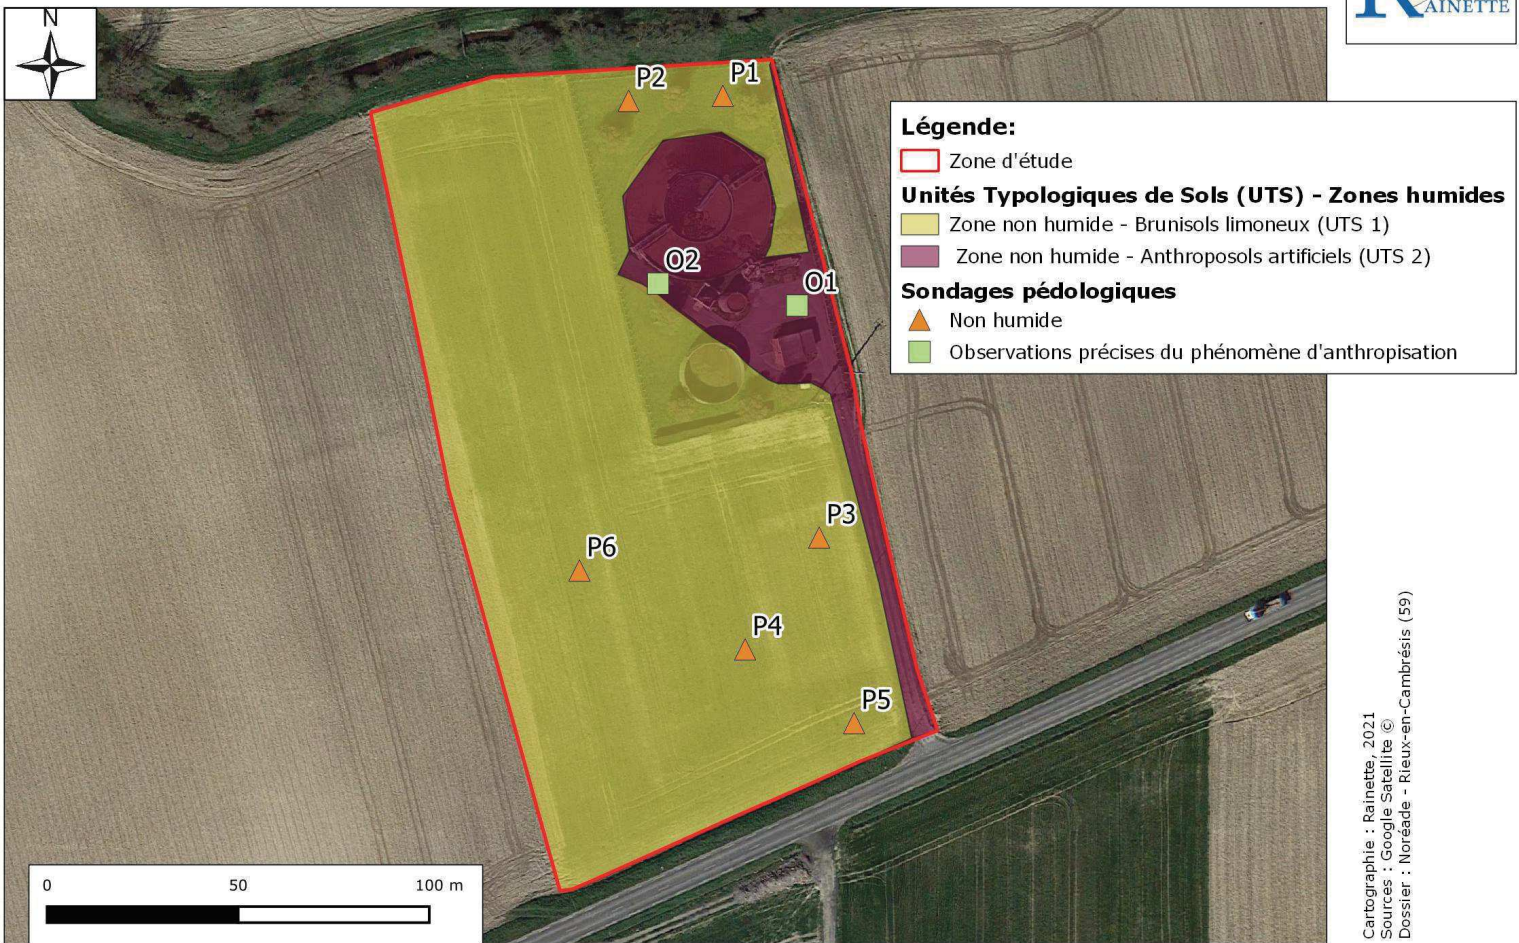 N
AINETTE
P2
P1
Légende:
Zone d'étude
Unités Typologiques de Sols (UTS) - Zones humides
Zone non humide - Brunisols limoneux (UTS 1)
Zone non humide - Anthroposols artificiels (UTS 2)
Sondages pédologiques
Non humide
Observations précises du phénomène d'anthropisation
O2
O1
P3
P6
P4
P5
0 50 100 m
Cartographie : Rainette, 2021
Sources : Google Satellite ©
Dossier : Noréade - Rieux-en-Cambrésis (59)